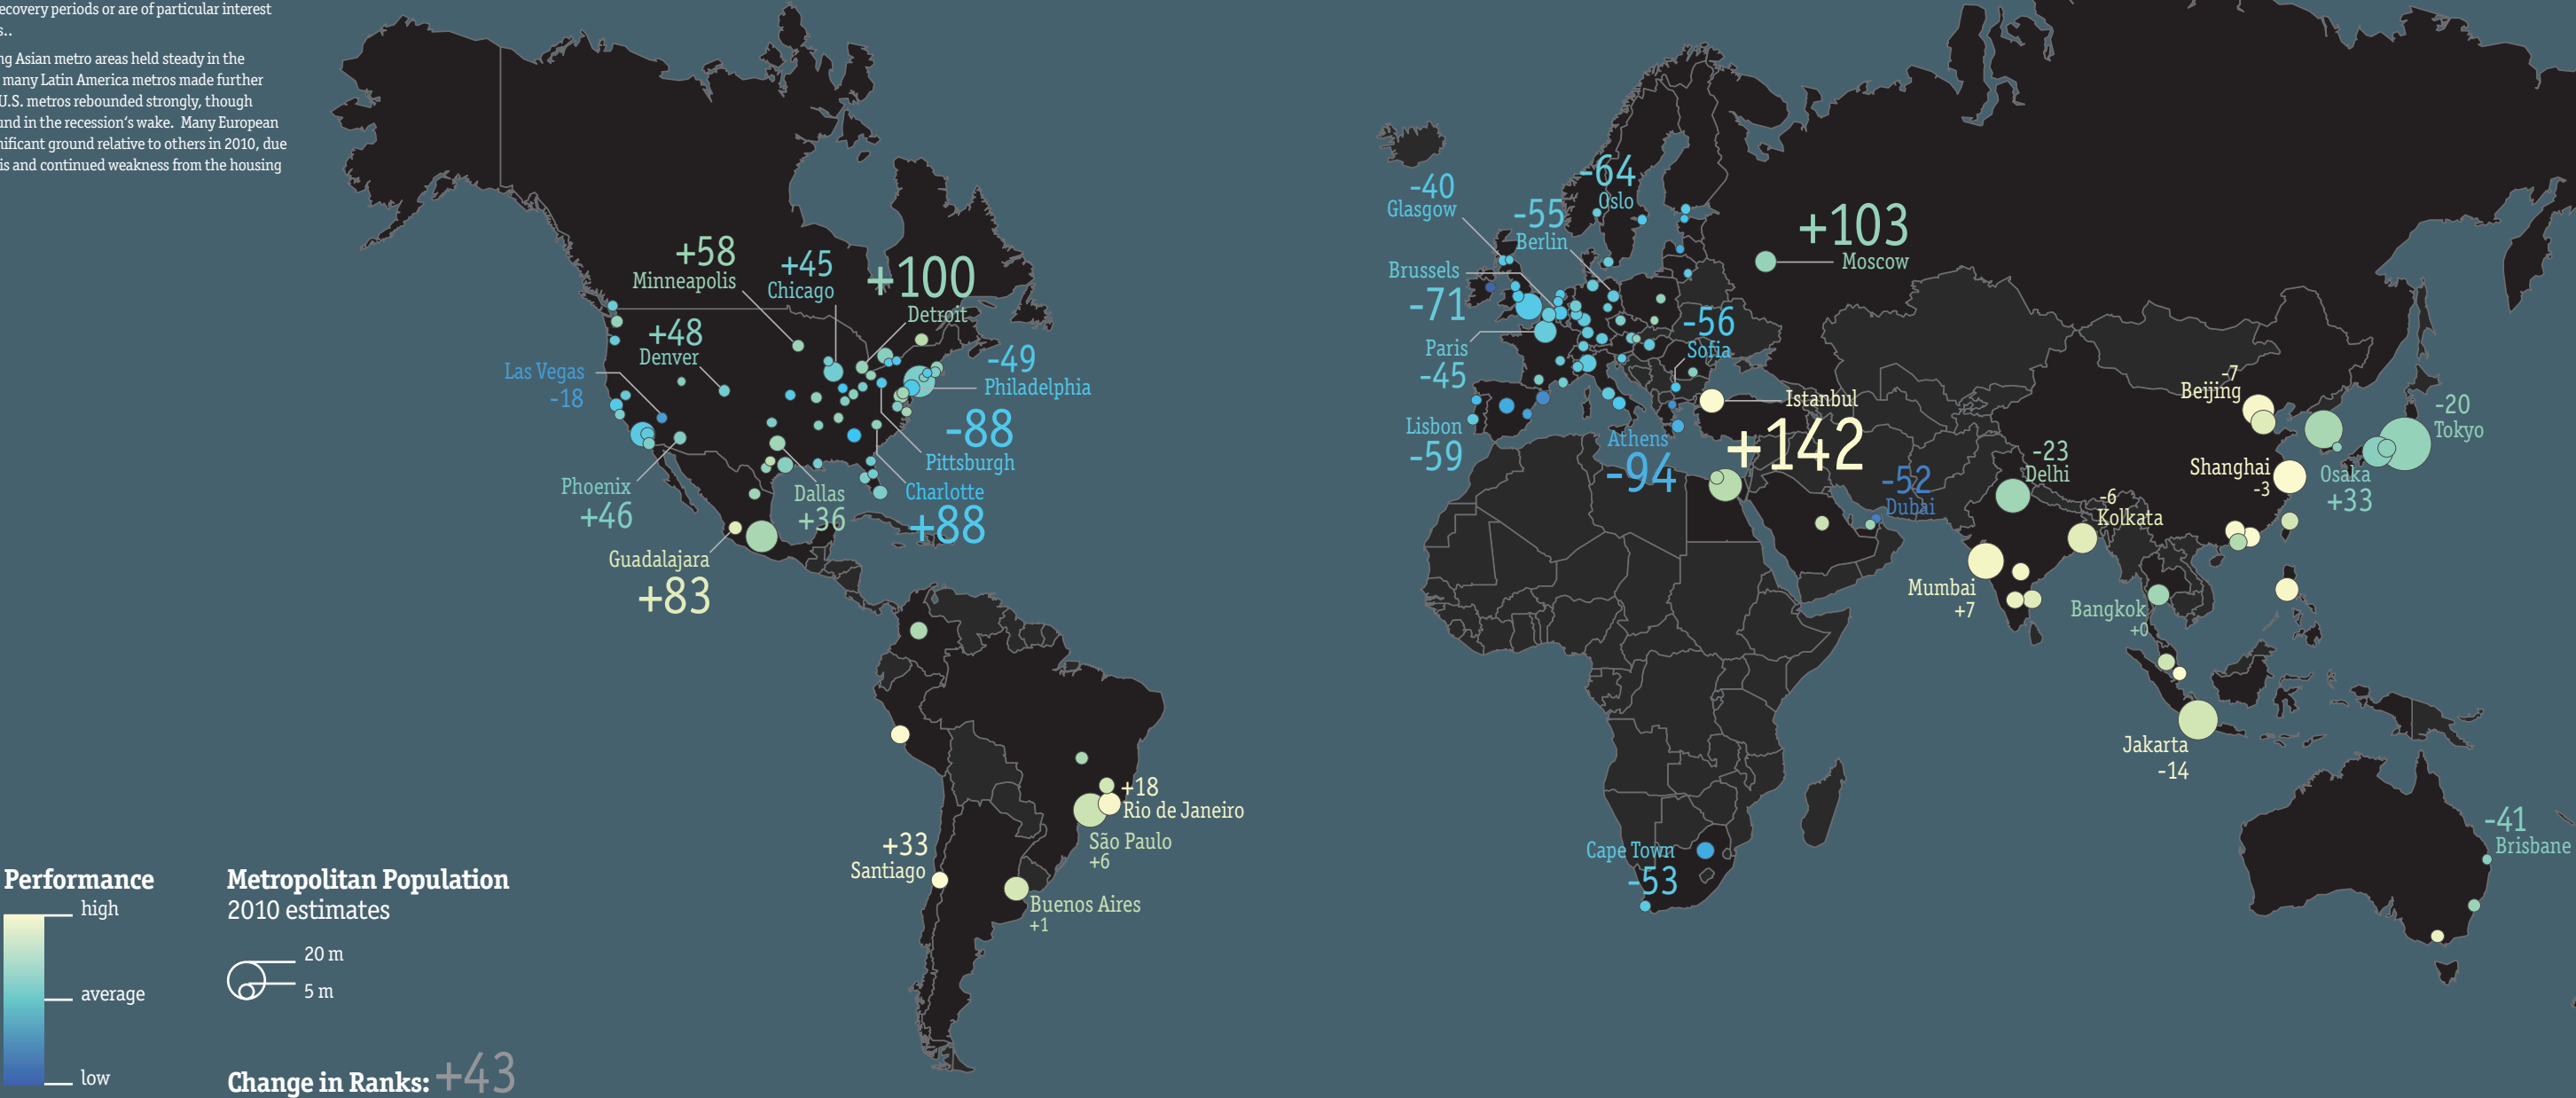 ecovery periods or are of particular interest
s..
ng Asian metro areas held steady in the
many Latin America metros made further
U.S. metros rebounded strongly, though
und in the recession's wake. Many European
nificant ground relative to others in 2010, due
is and continued weakness from the housing
+58
Minneapolis
+45
Chicago
+100
Detroit
+48
Denver
Las Vegas
-18
-49
Philadelphia
-88
Pittsburgh
Charlotte
+88
Phoenix
+46
Dallas
+36
Guadalajara
+83
+18
Rio de Janeiro
São Paulo
+6
+33
Santiago
Buenos Aires
+1
-40
Glasgow
-64
Oslo
-55
Berlin
Brussels
-71
Paris
-45
Lisbon
-59
+103
Moscow
-56
Sofia
Istanbul
+142
Athens
-94
-52
Dubai
Cape Town
-53
-7
Beijing
-20
Tokyo
-23
Delhi
Shanghai
-3
Osaka
+33
-6
Kolkata
Mumbai
+7
Bangkok
+0
Jakarta
-14
-41
Brisbane
Performance
high
average
low
Metropolitan Population
2010 estimates
20 m
5 m
Change in Ranks: +43